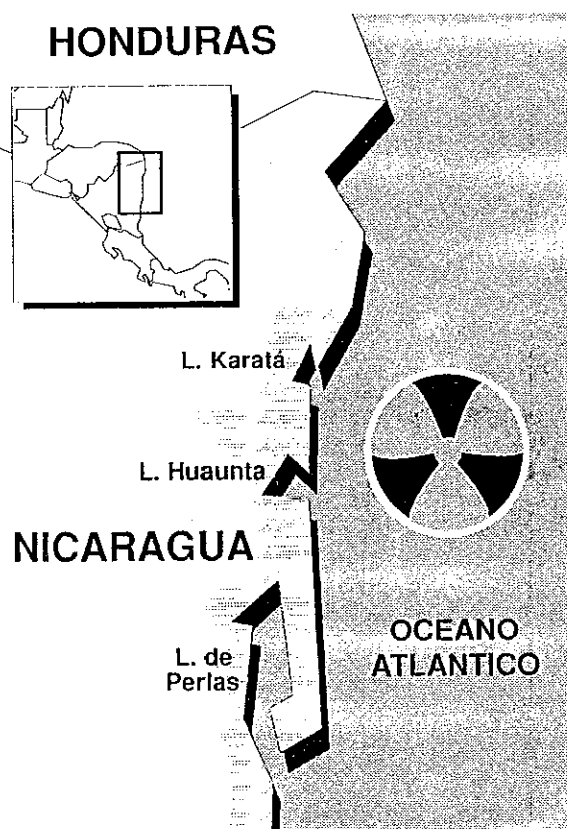 HONDURAS
L. Karatá
L. Huaunta
NICARAGUA
L. de
Perlas
OCEANO
ATLANTICO